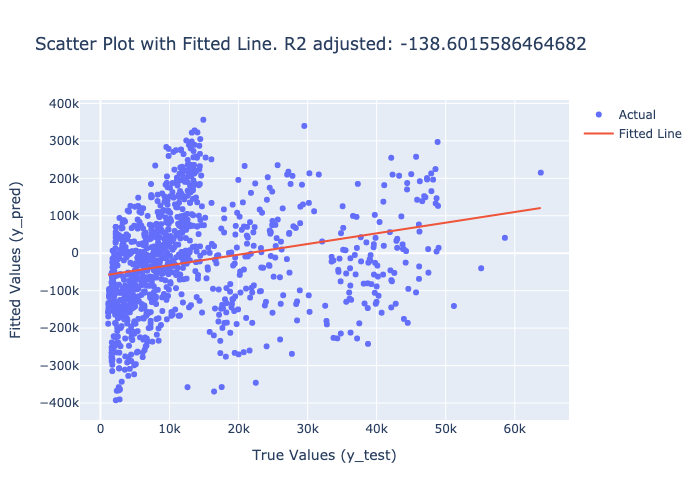 Scatter Plot with Fitted Line. R2 adjusted: -138.6015586464682
400k
300k
200k
100k
0
−100k
−200k
−300k
−400k
0
10k
20k
30k
40k
50k
60k
Fitted Values (y_pred)
True Values (y_test)
Actual
Fitted Line